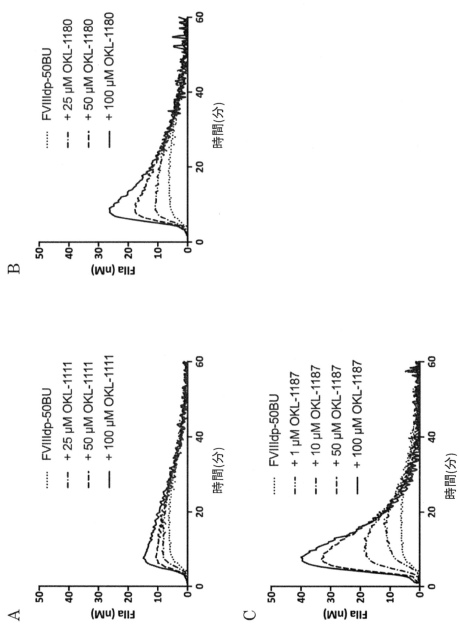 A
FIIa (nM)
50
40
30
20
10
0
0 20 40 60
時間(分)
FVIIIdp-50BU
+ 25 μM OKL-1111
+ 50 μM OKL-1111
+ 100 μM OKL-1111
B
FIIa (nM)
50
40
30
20
10
0
0 20 40 60
時間(分)
FVIIIdp-50BU
+ 25 μM OKL-1180
+ 50 μM OKL-1180
+ 100 μM OKL-1180
C
FIIa (nM)
50
40
30
20
10
0
0 20 40 60
時間(分)
FVIIIdp-50BU
+ 1 μM OKL-1187
+ 10 μM OKL-1187
+ 50 μM OKL-1187
+ 100 μM OKL-1187